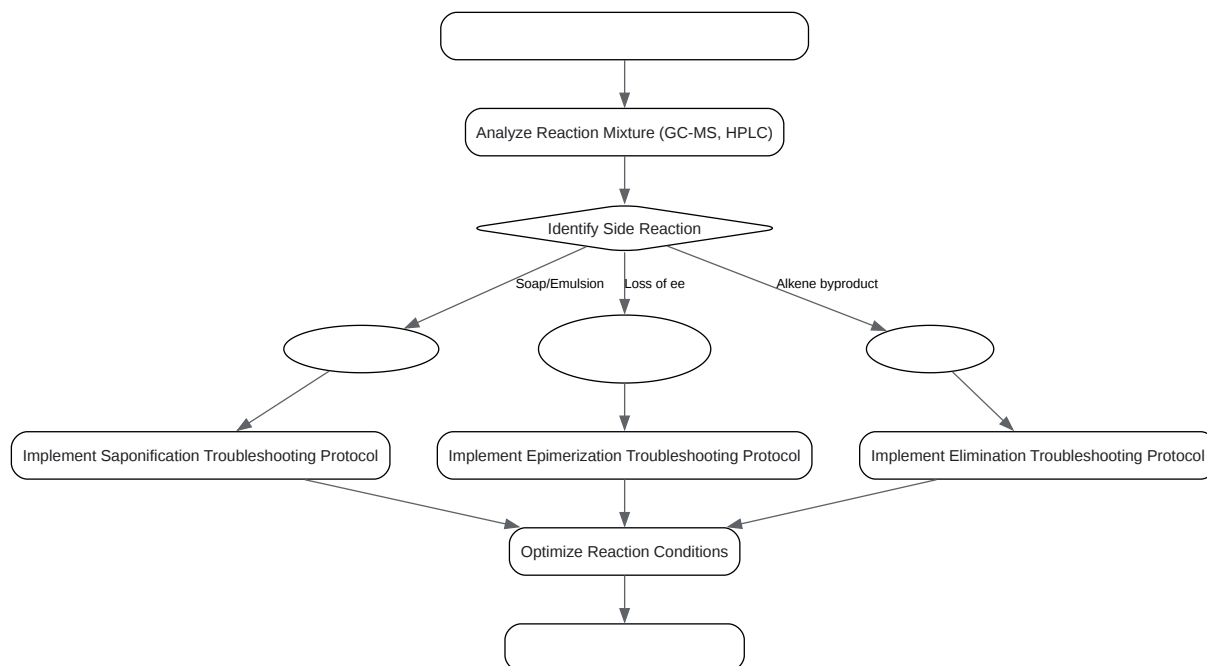 Analyze Reaction Mixture (GC-MS, HPLC)
Identify Side Reaction
Soap/Emulsion
Loss of ee
Alkene byproduct
Implement Saponification Troubleshooting Protocol
Implement Epimerization Troubleshooting Protocol
Implement Elimination Troubleshooting Protocol
Optimize Reaction Conditions